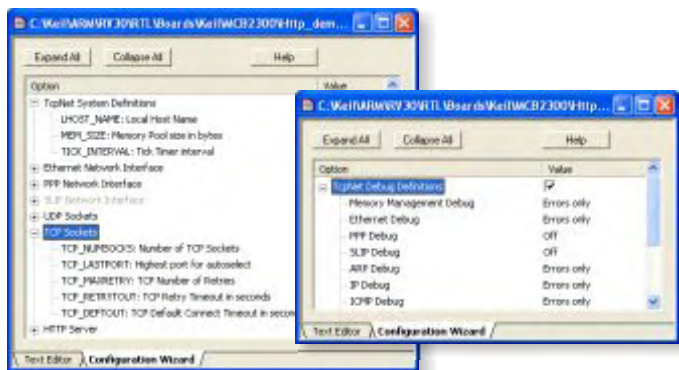 C:\Keil\ARM\RV30\RTL\Boards\Keil\MCB2300\Http_dem...
Expand All Collapse All Help
Option Value
TcpNet System Definitions
LHOST_NAME: Local Host Name
MEM_SIZE: Memory Pool size in bytes
TICK_INTERVAL: Tick Timer interval
Ethernet Network Interface
PPP Network Interface
SLIP Network Interface
UDP Sockets
TCP Sockets
TCP_NUMSOCKS: Number of TCP Sockets
TCP_LASTPORT: Highest port for autoselect
TCP_MAXRETRY: TCP Number of Retries
TCP_RETRYTOUT: TCP Retry Timeout in seconds
TCP_DEFTOUT: TCP Default Connect Timeout in secon
HTTP Server
Text Editor Configuration Wizard
C:\Keil\ARM\RV30\RTL\Boards\Keil\MCB2300\Http...
Expand All Collapse All Help
Option Value
TcpNet Debug Definitions
Memory Management Debug Errors only
Ethernet Debug Errors only
PPP Debug Off
SLIP Debug Off
ARP Debug Errors only
IP Debug Errors only
ICMP Debug Errors only
Text Editor Configuration Wizard